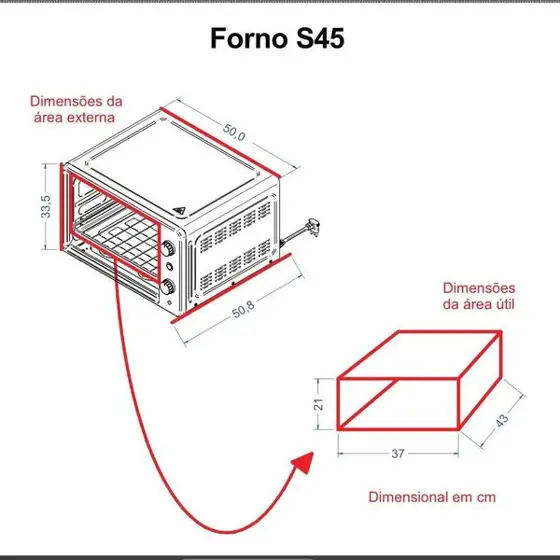 Forno S45
Dimensões da
área externa
50,0
33,5
50,8
Dimensões
da área útil
21
43
37
Dimensional em cm